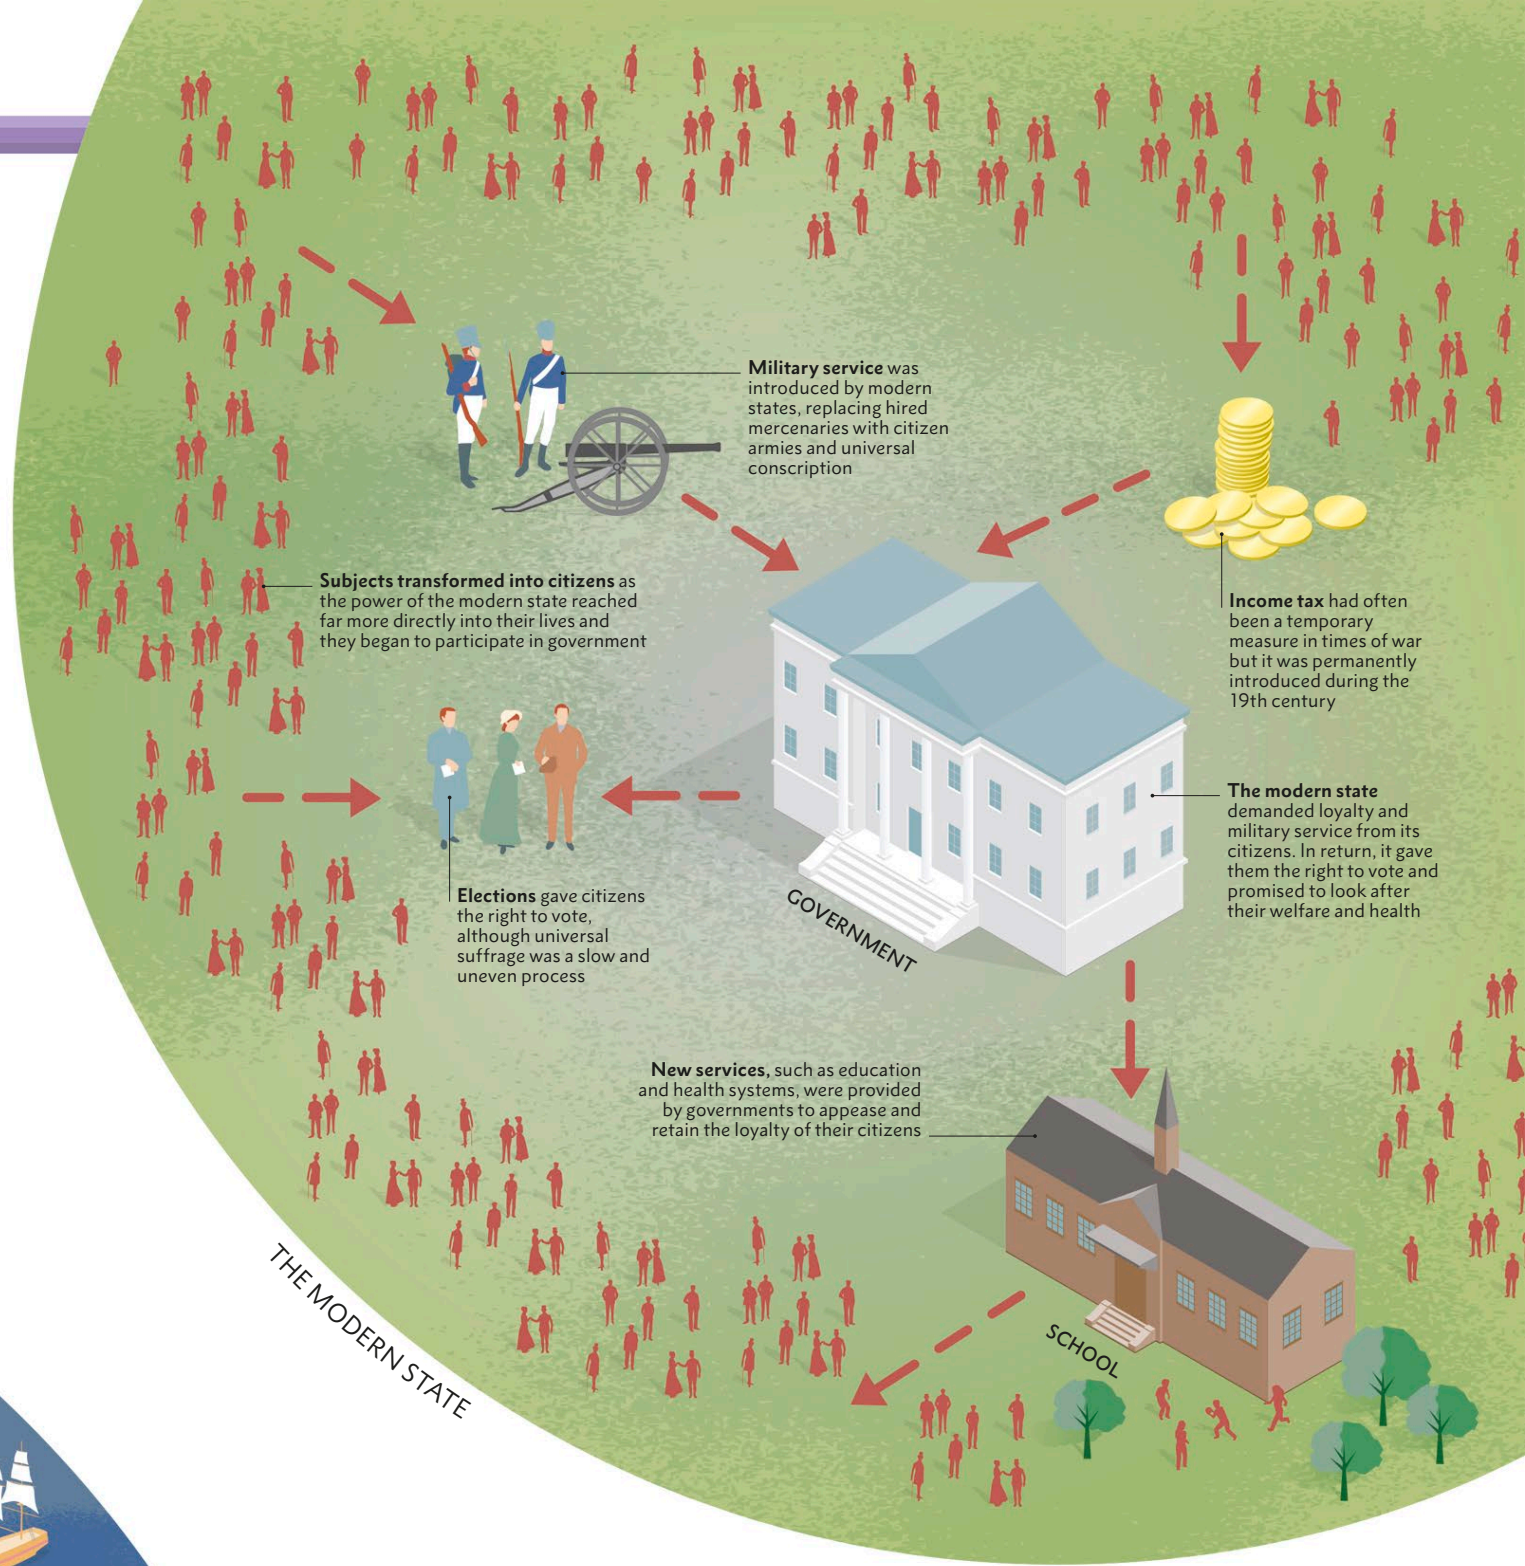 Military service was
introduced by modern
states, replacing hired
mercenaries with citizen
armies and universal
conscription
Subjects transformed into citizens as
the power of the modern state reached
far more directly into their lives and
they began to participate in government
Income tax had often
been a temporary
measure in times of war
but it was permanently
introduced during the
19th century
The modern state
demanded loyalty and
military service from its
citizens. In return, it gave
them the right to vote and
promised to look after
their welfare and health
Elections gave citizens
the right to vote,
although universal
suffrage was a slow and
uneven process
GOVERNMENT
New services, such as education
and health systems, were provided
by governments to appease and
retain the loyalty of their citizens
SCHOOL
THE MODERN STATE